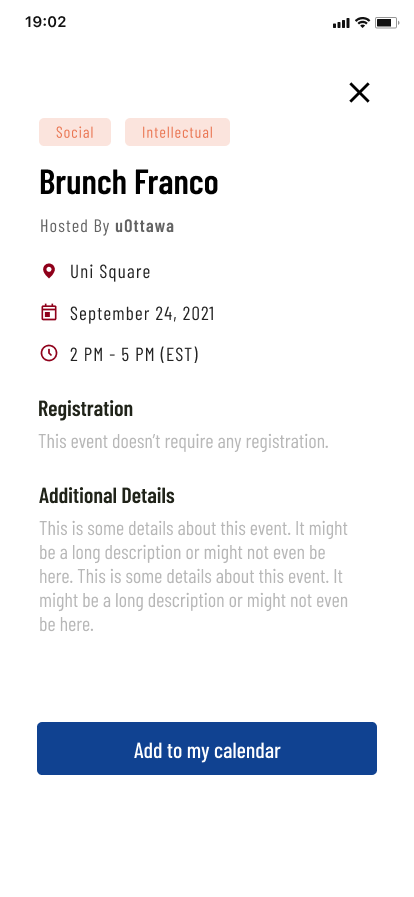 19:02
Social Intellectual
Brunch Franco
Hosted By uOttawa
Uni Square
September 24, 2021
2 PM - 5 PM (EST)
Registration
This event doesn’t require any registration.
Additional Details
This is some details about this event. It might
be a long description or might not even be
here. This is some details about this event. It
might be a long description or might not even
be here.
Add to my calendar